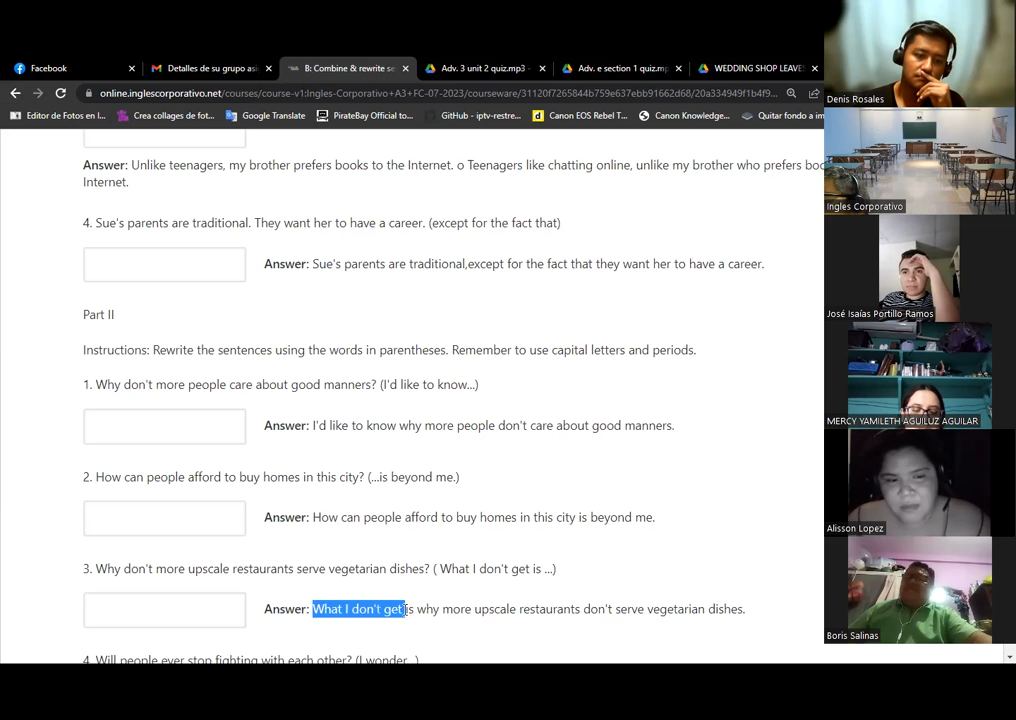 Facebook
Detalles de su grupo asi
B: Combine & rewrite se
Adv. 3 unit 2 quiz.mp3 -
Adv. e section 1 quiz.mp
WEDDING SHOP LEAVE
online.inglescorporativo.net/courses/course-v1:Ingles-Corporativo+A3+FC-07-2023/courseware/31120f7265844b759e637ebb91662d68/20a334949f1b4f9...
Editor de Fotos en l...
Crea collages de fot...
Google Translate
PirateBay Official to...
GitHub - iptv-restre...
Canon EOS Rebel T...
Canon Knowledge...
Quitar fondo a im
Answer: Unlike teenagers, my brother prefers books to the Internet. o Teenagers like chatting online, unlike my brother who prefers boo
Internet.
4. Sue's parents are traditional. They want her to have a career. (except for the fact that)
Answer: Sue's parents are traditional,except for the fact that they want her to have a career.
Part II
Instructions: Rewrite the sentences using the words in parentheses. Remember to use capital letters and periods.
1. Why don't more people care about good manners? (I'd like to know...)
Answer: I'd like to know why more people don't care about good manners.
2. How can people afford to buy homes in this city? (...is beyond me.)
Answer: How can people afford to buy homes in this city is beyond me.
3. Why don't more upscale restaurants serve vegetarian dishes? ( What I don't get is ...)
Answer: What I don't get is why more upscale restaurants don't serve vegetarian dishes.
4. Will people ever stop fighting with each other? (I wonder...)
Denis Rosales
Ingles Corporativo
José Isaías Portillo Ramos
MERCY YAMILETH AGUILUZ AGUILAR
Alisson Lopez
Boris Salinas